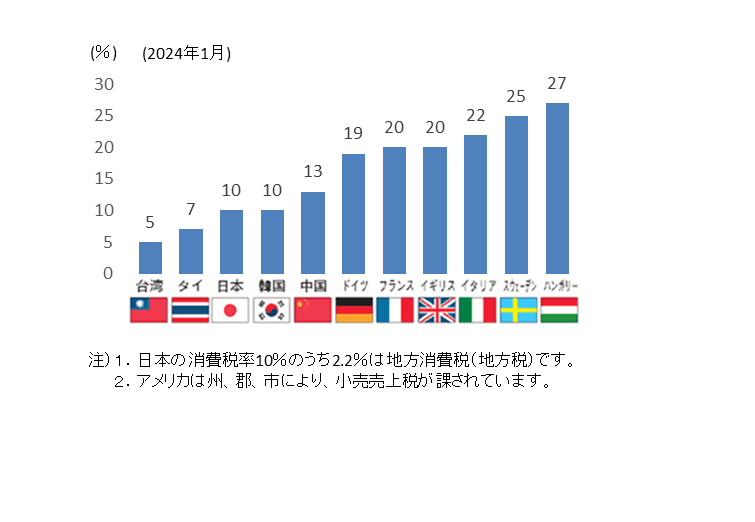 (%) (2024年1月)
30
25
20
15
10
5
0
5 7 10 10 13 19 20 20 22 25 27
台湾 タイ 日本 韓国 中国 ドイツ フランス イギリス イタリア スウェーデン ハンガリー
注）１．日本の消費税率10％のうち2.2％は地方消費税（地方税）です。
２．アメリカは州、郡、市により、小売売上税が課されています。